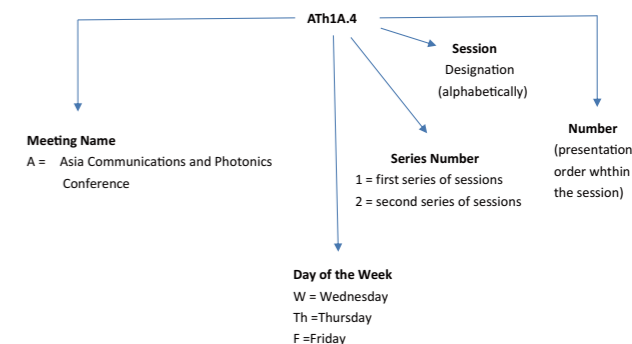 ATh1A.4
Session
Designation
(alphabetically)
Meeting Name
A = Asia Communications and Photonics
Conference
Series Number
1 = first series of sessions
2 = second series of sessions
Number
(presentation
order whthin
the session)
Day of the Week
W = Wednesday
Th =Thursday
F =Friday